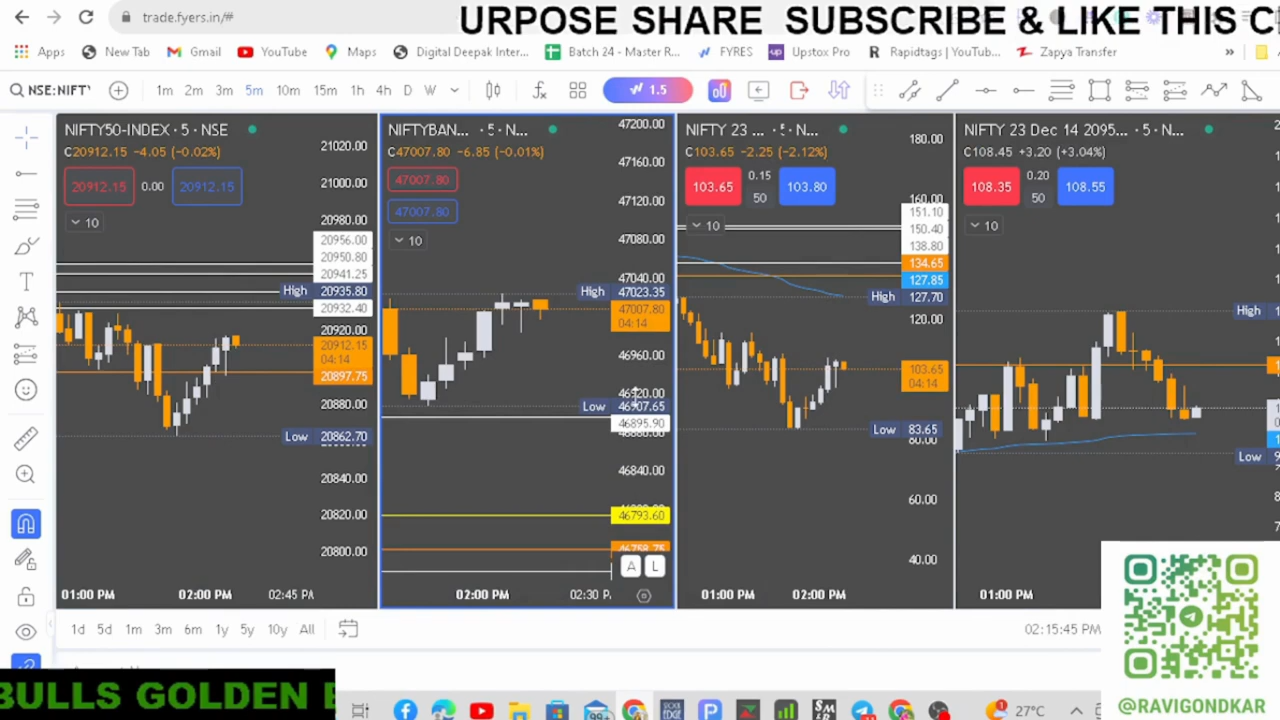 trade.fyers.in/#
URPOSE SHARE SUBSCRIBE & LIKE THIS C
Apps New Tab Gmail YouTube Maps Digital Deepak Inter... Batch 24 - Master R... FYRES Upstox Pro Rapidtags | YouTub... Zapya Transfer »
NSE:NIFTY 1m 2m 3m 5m 10m 15m 1h 4h D W 1.5
NIFTY50-INDEX · 5 · NSE
C20912.15 −4.05 (−0.02%)
20912.15 0.00 20912.15
10
21020.00
21000.00
20980.00
20956.00
20950.80
20941.25
High 20935.80
20932.40
20920.00
20912.15
04:14
20897.75
20880.00
Low 20862.70
20840.00
20820.00
20800.00
01:00 PM 02:00 PM 02:45 PM
NIFTYBAN... · 5 · N...
C47007.80 −6.85 (−0.01%)
47007.80
47007.80
10
47200.00
47160.00
47120.00
47080.00
47040.00
High 47023.35
47007.80
04:14
46960.00
46920.00
Low 46907.65
46895.90
46840.00
46793.60
46758.75
A L
02:00 PM 02:30 P
NIFTY 23 ... · 5 · N...
C103.65 −2.25 (−2.12%)
103.65 0.15 50 103.80
10
180.00
160.00
151.10
150.40
138.80
134.65
127.85
High 127.70
120.00
103.65
04:14
Low 83.65
80.00
60.00
40.00
01:00 PM 02:00 PM
NIFTY 23 Dec 14 2095... · 5 · N...
C108.45 +3.20 (+3.04%)
108.35 0.20 50 108.55
10
High
Low
01:00 PM
1d 5d 1m 3m 6m 1y 5y 10y All
02:15:45 PM
BULLS GOLDEN
99+
27°C
@RAVIGONDKAR